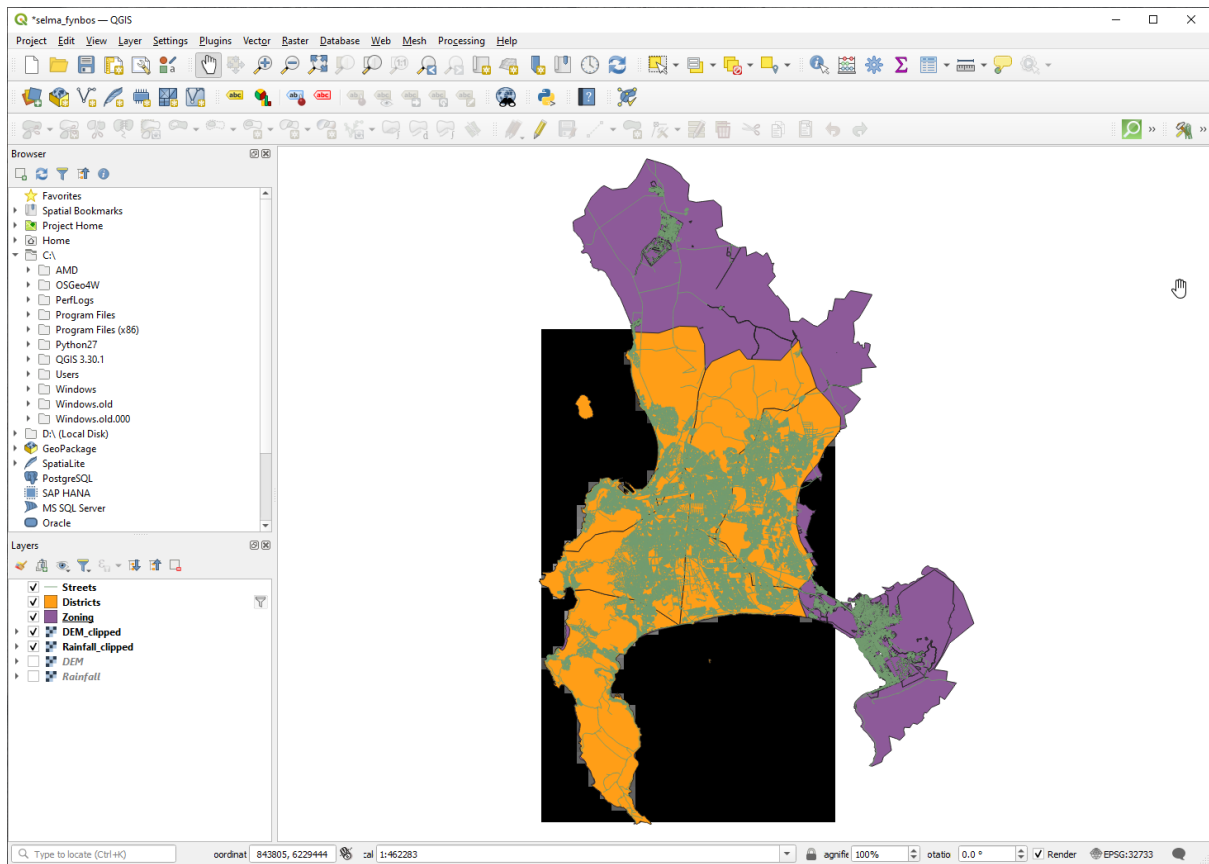 *selma_fynbos — QGIS
Project Edit View Layer Settings Plugins Vector Raster Database Web Mesh Processing Help
abc abc abc
Browser
Favorites
Spatial Bookmarks
Project Home
Home
C:\
AMD
OSGeo4W
PerfLogs
Program Files
Program Files (x86)
Python27
QGIS 3.30.1
Users
Windows
Windows.old
Windows.old.000
D:\ (Local Disk)
GeoPackage
SpatiaLite
PostgreSQL
SAP HANA
MS SQL Server
Oracle
Layers
Streets
Districts
Zoning
DEM_clipped
Rainfall_clipped
DEM
Rainfall
Type to locate (Ctrl+K) oordinat 843805, 6229444 :al 1:462283 agnifie 100% otatio 0.0 ° Render EPSG:32733